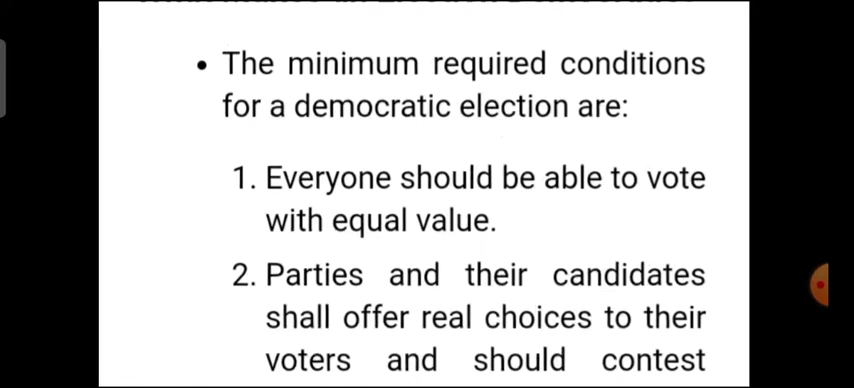 • The minimum required conditions
for a democratic election are:
1. Everyone should be able to vote
with equal value.
2. Parties and their candidates
shall offer real choices to their
voters and should contest